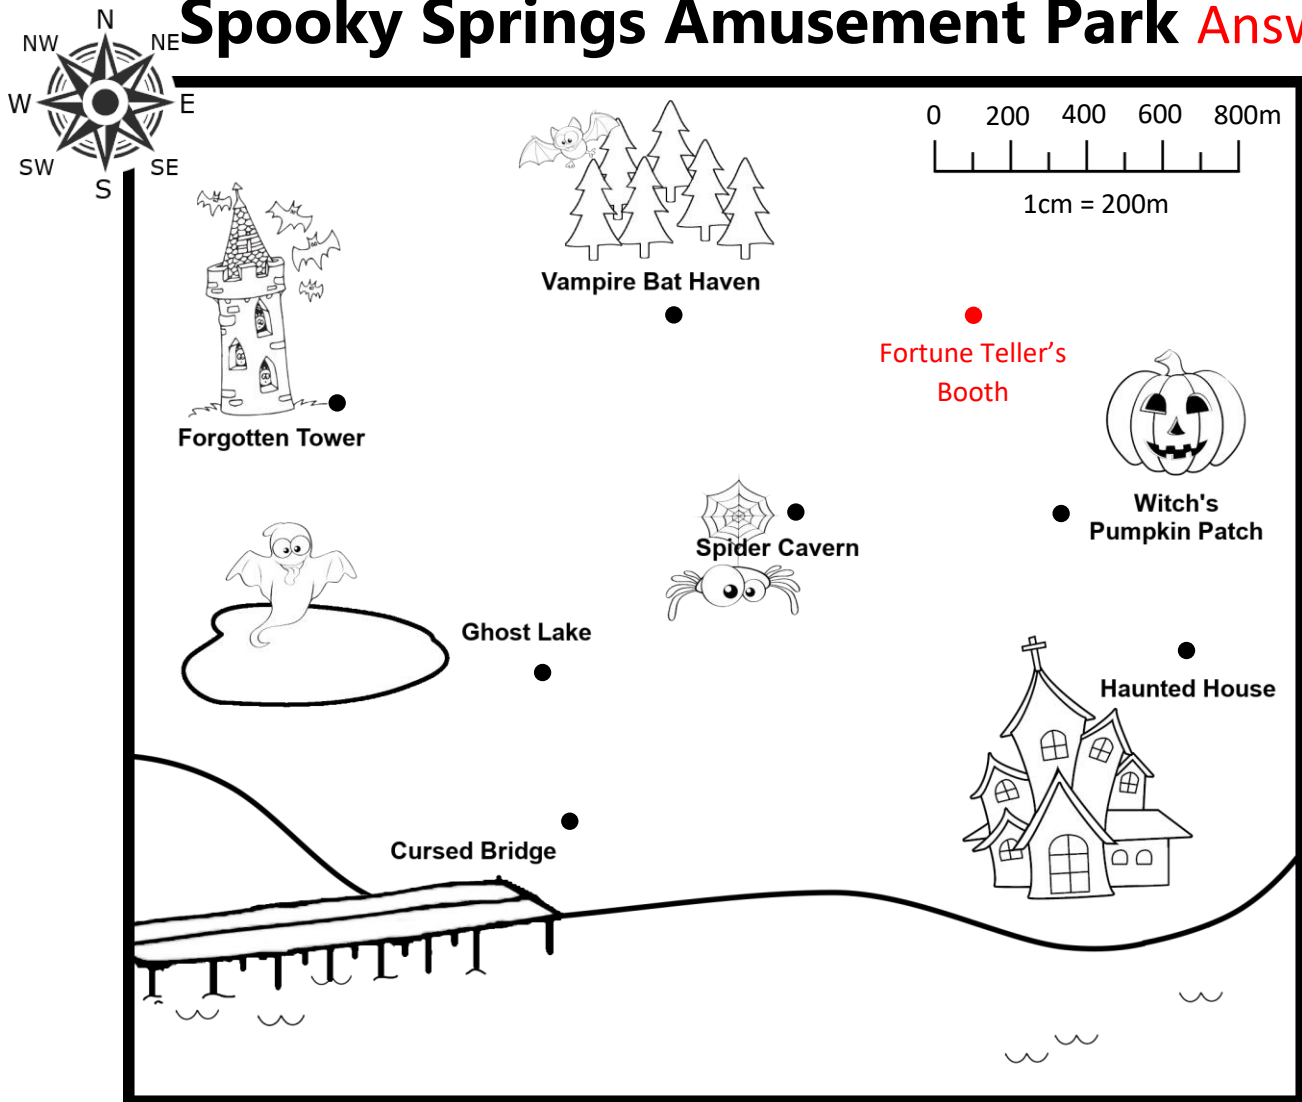 Spooky Springs Amusement Park Answ
N
NW
NE
W
E
SW
SE
S
0 200 400 600 800m
1cm = 200m
Vampire Bat Haven
Fortune Teller's
Booth
Forgotten Tower
Witch's
Pumpkin Patch
Spider Cavern
Ghost Lake
Haunted House
Cursed Bridge